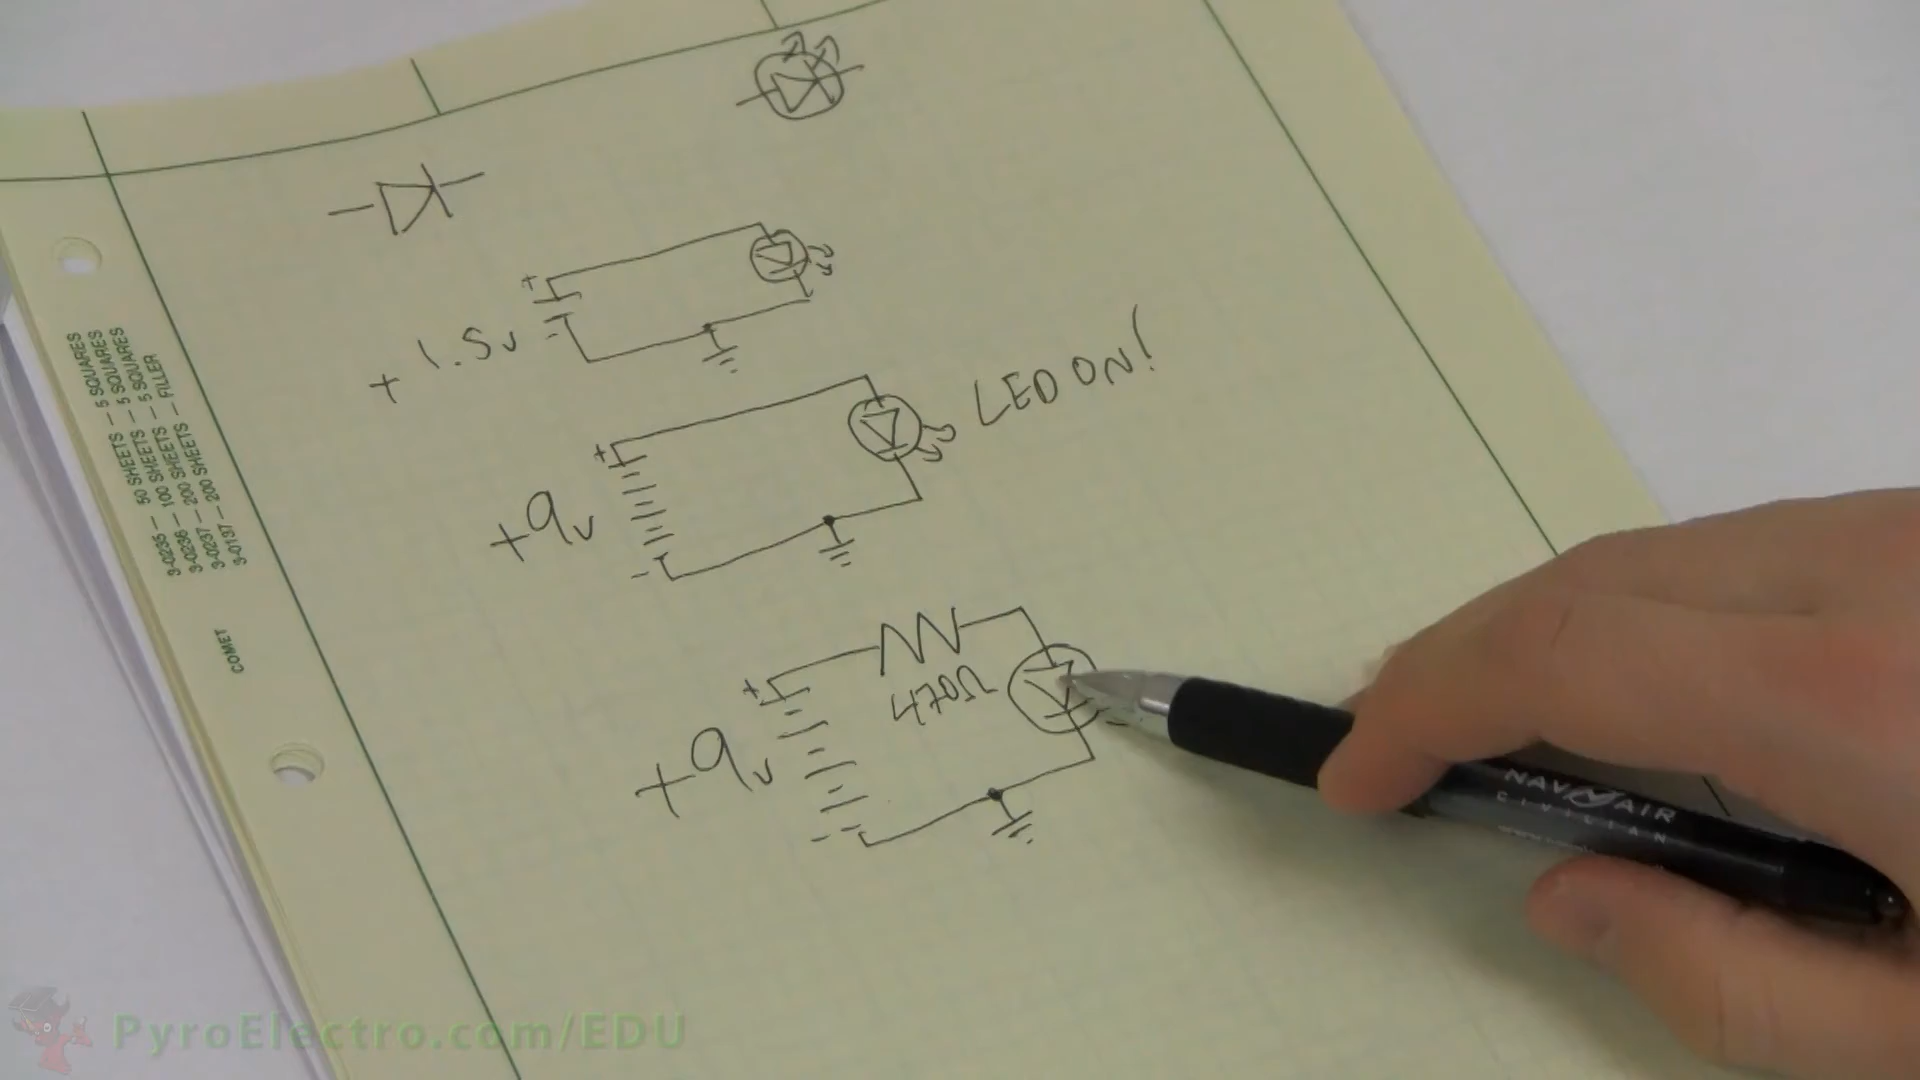 + 1.5v
+
-
LED ON!
+9v
+
-
470Ω
+9v
+
-
3-0235 — 50 SHEETS — 5 SQUARES
3-0236 — 100 SHEETS — 5 SQUARES
3-0237 — 200 SHEETS — 5 SQUARES
3-0137 — 200 SHEETS — FILLER
COMET
NAVAIR
CIVILIAN
PyroElectro.com/EDU